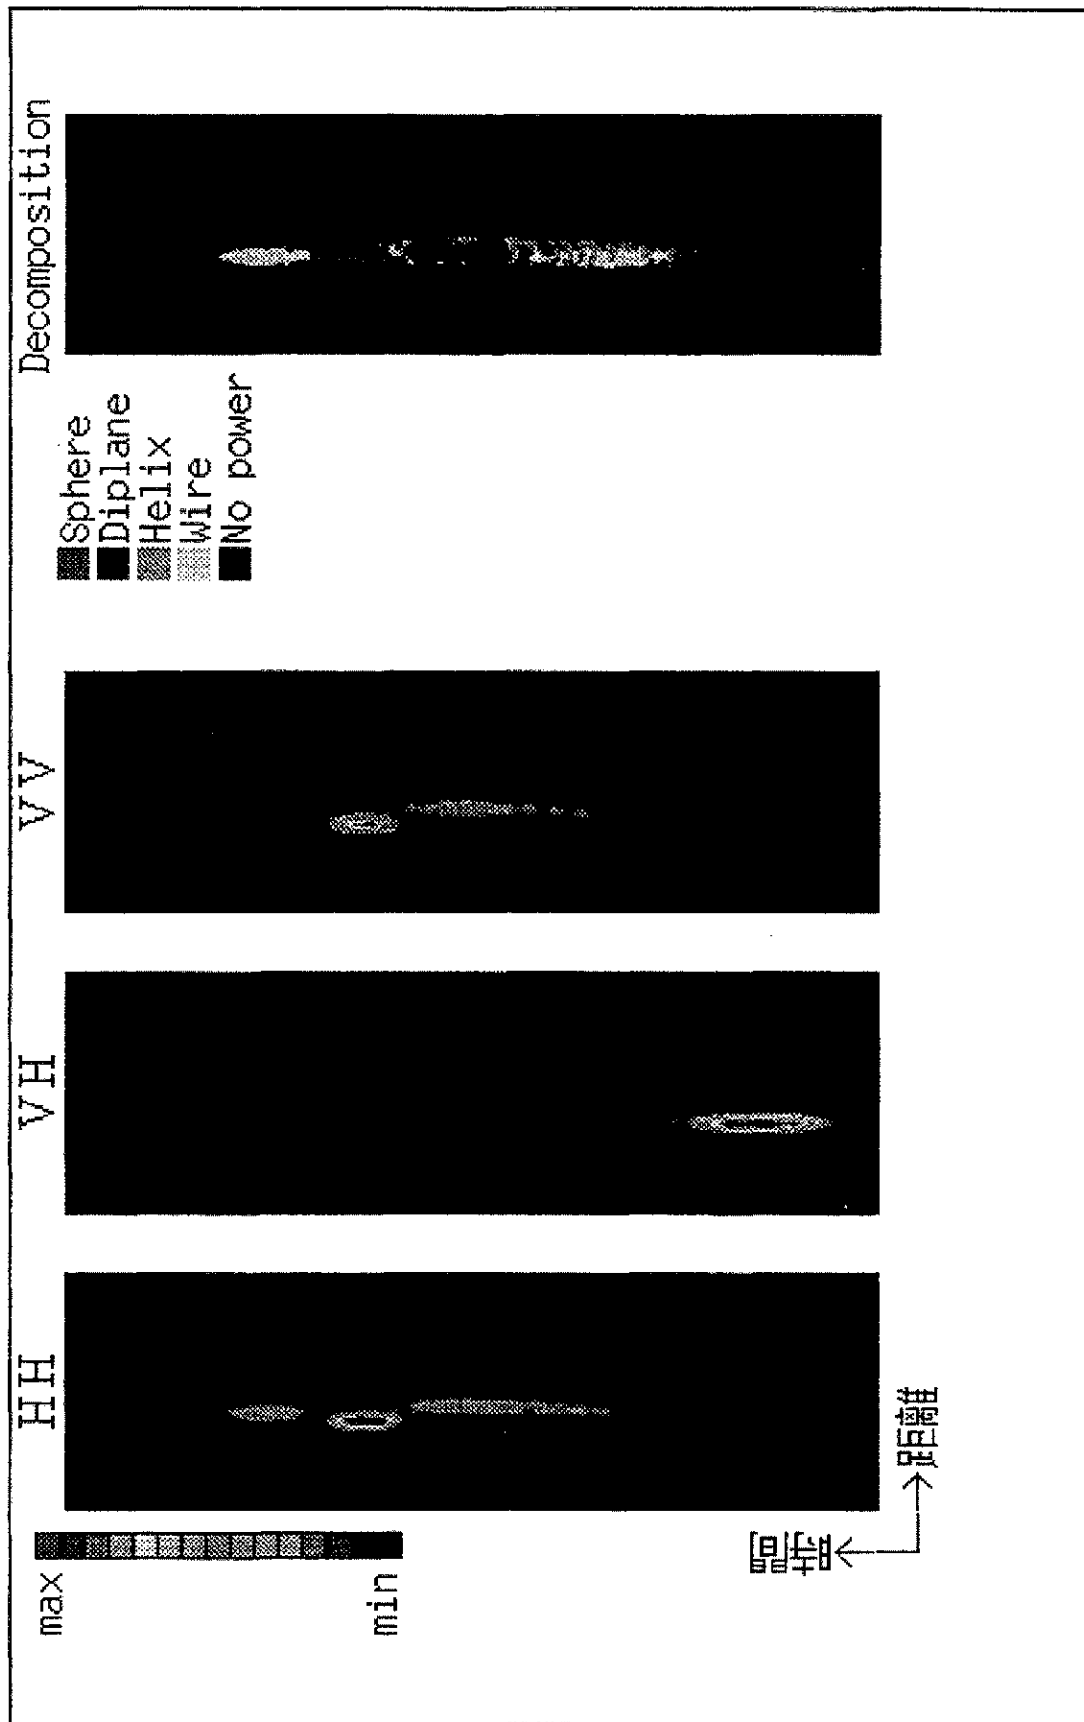 HH
VH
VV
Decomposition
max
min
Sphere
Diplane
Helix
Wire
No power
時間
距離